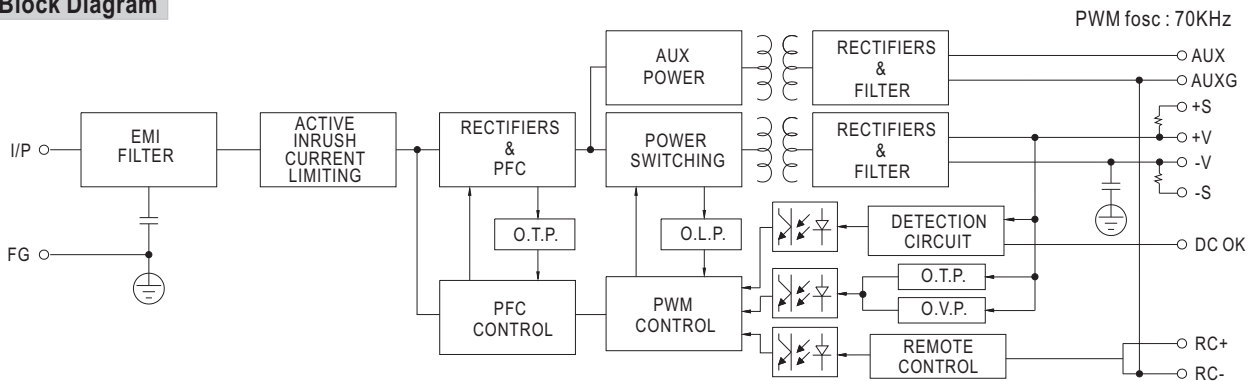 Block Diagram
PWM fosc : 70KHz
AUX
POWER
RECTIFIERS
&
FILTER
AUX
AUXG
+S
I/P
EMI
FILTER
ACTIVE
INRUSH
CURRENT
LIMITING
RECTIFIERS
&
PFC
POWER
SWITCHING
RECTIFIERS
&
FILTER
+V
-V
-S
O.T.P.
O.L.P.
DETECTION
CIRCUIT
DC OK
FG
PFC
CONTROL
PWM
CONTROL
O.T.P.
O.V.P.
REMOTE
CONTROL
RC+
RC-